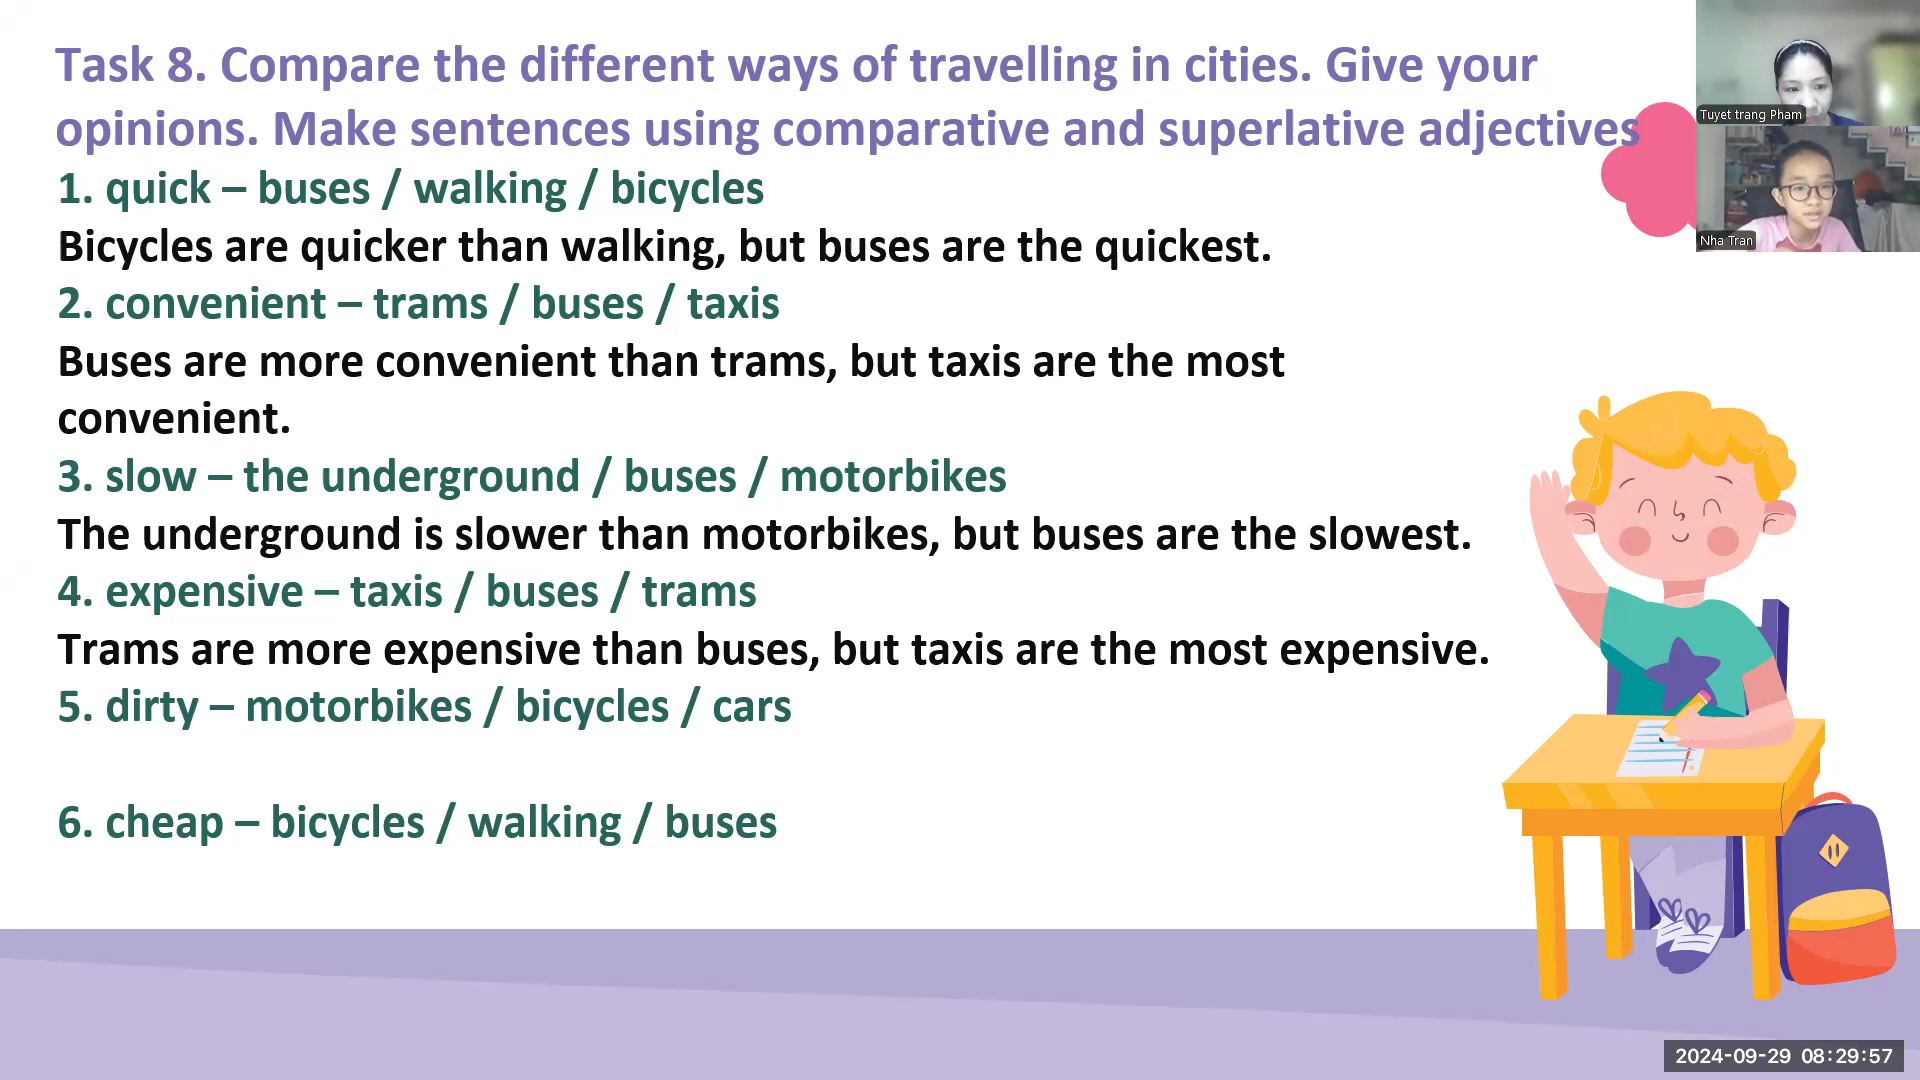 Task 8. Compare the different ways of travelling in cities. Give your
opinions. Make sentences using comparative and superlative adjectives
1. quick – buses / walking / bicycles
Bicycles are quicker than walking, but buses are the quickest.
2. convenient – trams / buses / taxis
Buses are more convenient than trams, but taxis are the most
convenient.
3. slow – the underground / buses / motorbikes
The underground is slower than motorbikes, but buses are the slowest.
4. expensive – taxis / buses / trams
Trams are more expensive than buses, but taxis are the most expensive.
5. dirty – motorbikes / bicycles / cars
6. cheap – bicycles / walking / buses
Tuyet trang Pham
Nha Tran
2024-09-29 08:29:57